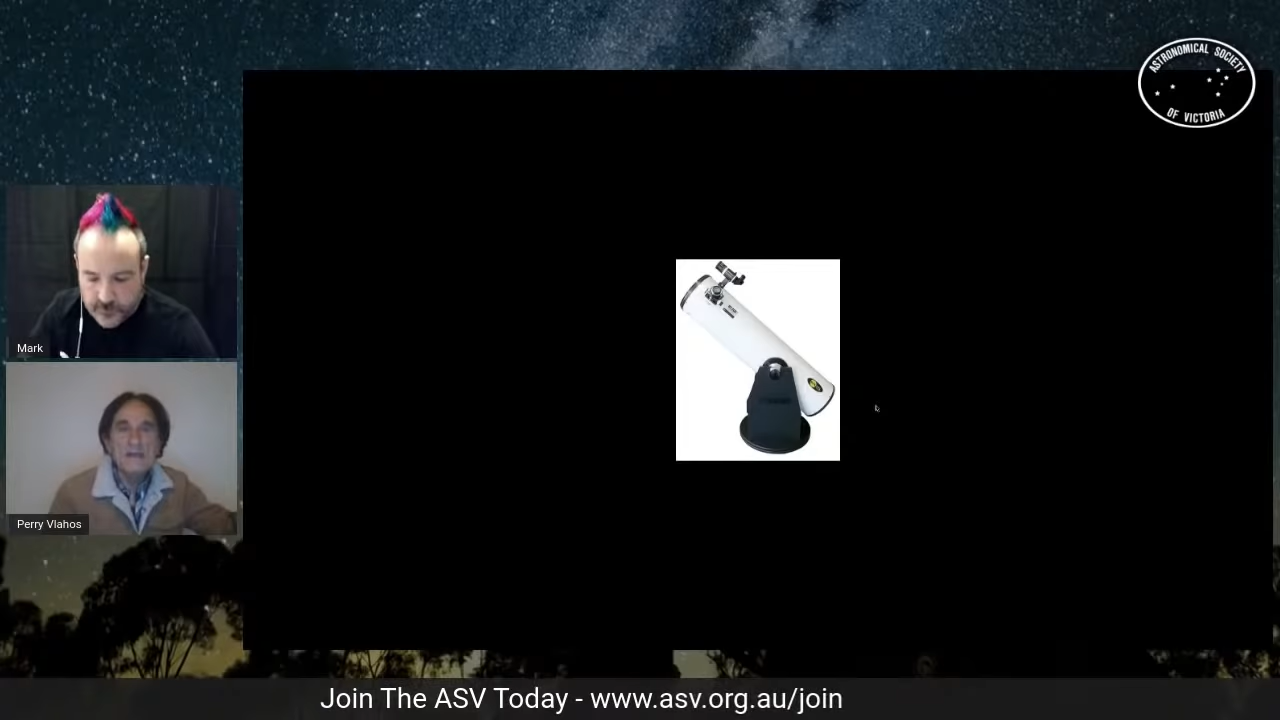 ASTRONOMICAL SOCIETY
OF VICTORIA
Mark
Perry Vlahos
Join The ASV Today - www.asv.org.au/join